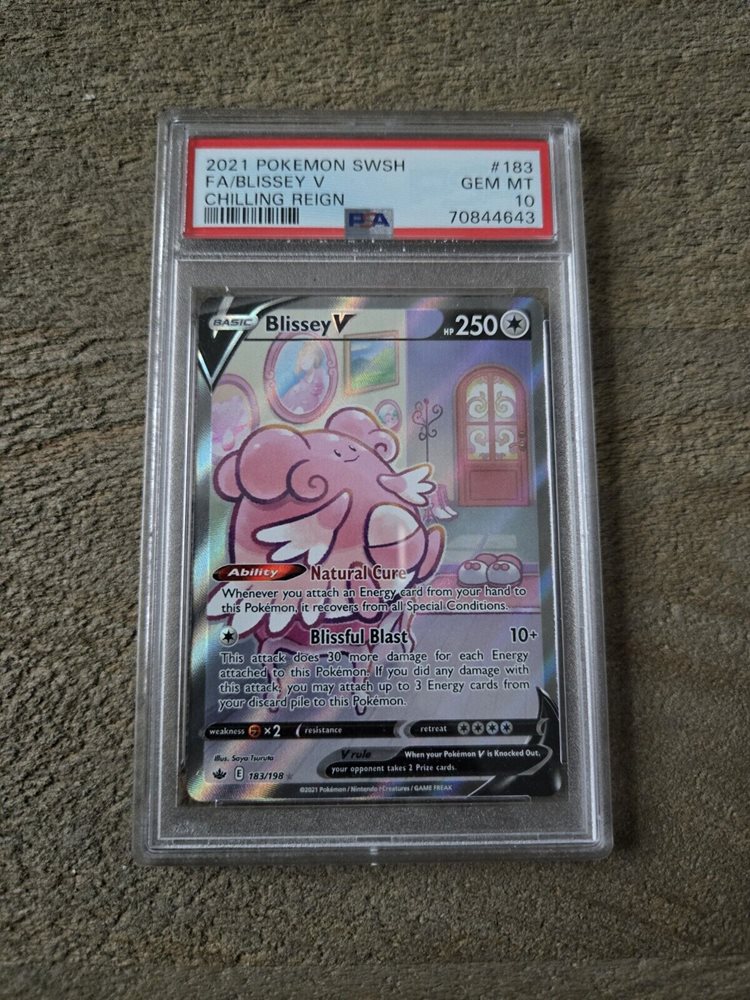 2021 POKEMON SWSH #183
FA/BLISSEY V GEM MT
CHILLING REIGN 10
PSA 70844643
BASIC Blissey V HP 250
Ability Natural Cure
Whenever you attach an Energy card from your hand to
this Pokémon, it recovers from all Special Conditions.
Blissful Blast 10+
This attack does 30 more damage for each Energy
attached to this Pokémon. If you did any damage with
this attack, you may attach up to 3 Energy cards from
your discard pile to this Pokémon.
weakness ×2 resistance retreat
Illus. Saya Tsuruta
V rule When your Pokémon V is Knocked Out,
your opponent takes 2 Prize cards.
E 183/198
©2021 Pokémon / Nintendo / Creatures / GAME FREAK